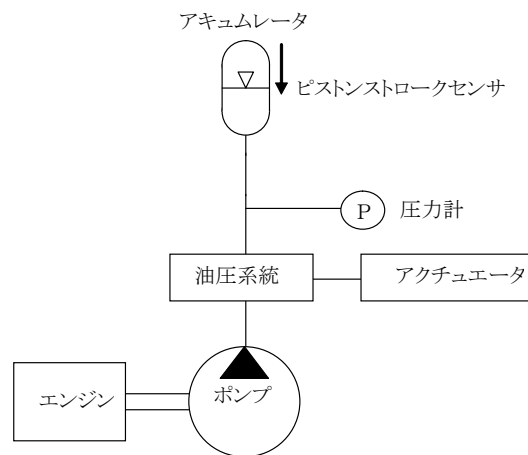 アキュムレータ
ピストンストロークセンサ
P
圧力計
油圧系統
アクチュエータ
エンジン
ポンプ